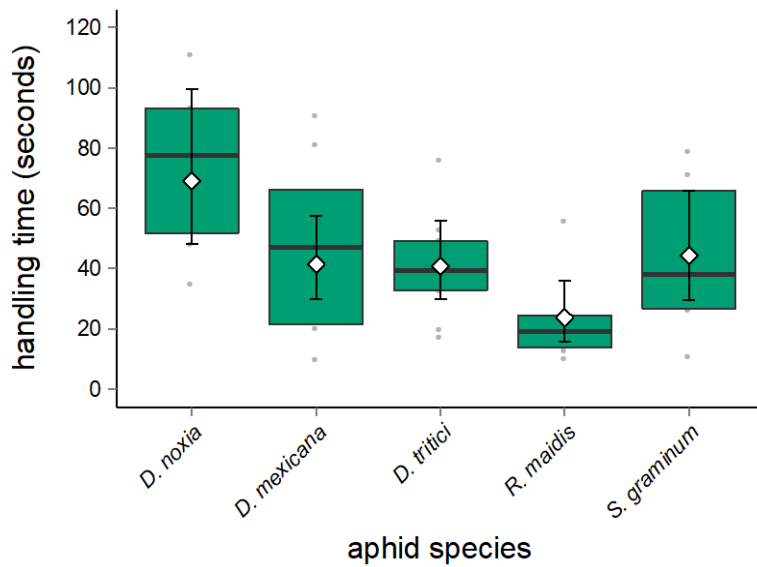 handling time (seconds)
120
100
80
60
40
20
0
D. noxia
D. mexicana
D. tritici
R. maidis
S. graminum
aphid species